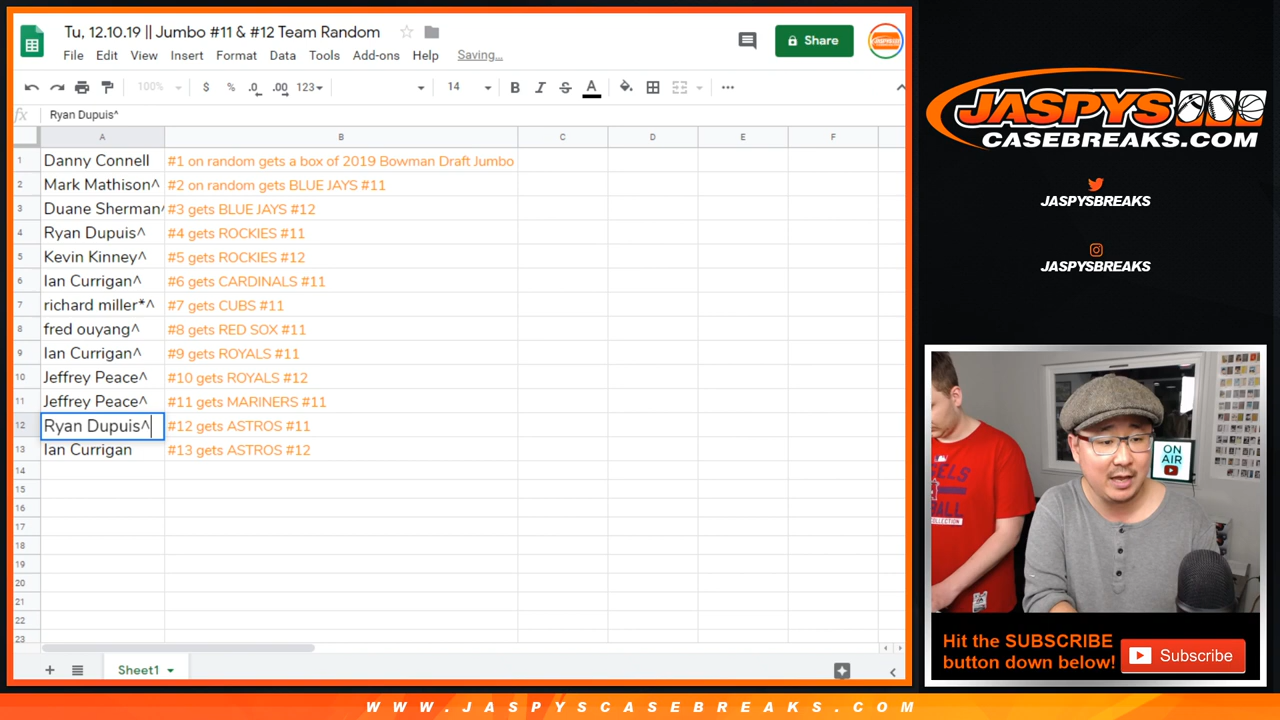 Tu, 12.10.19 || Jumbo #11 & #12 Team Random
File Edit View Insert Format Data Tools Add-ons Help Saving...
Share
100% $ % .0 .00 123 14 B I S A
fx Ryan Dupuis^
A B C D E F
1 Danny Connell #1 on random gets a box of 2019 Bowman Draft Jumbo
2 Mark Mathison^ #2 on random gets BLUE JAYS #11
3 Duane Sherman^ #3 gets BLUE JAYS #12
4 Ryan Dupuis^ #4 gets ROCKIES #11
5 Kevin Kinney^ #5 gets ROCKIES #12
6 Ian Currigan^ #6 gets CARDINALS #11
7 richard miller*^ #7 gets CUBS #11
8 fred ouyang^ #8 gets RED SOX #11
9 Ian Currigan^ #9 gets ROYALS #11
10 Jeffrey Peace^ #10 gets ROYALS #12
11 Jeffrey Peace^ #11 gets MARINERS #11
12 Ryan Dupuis^ #12 gets ASTROS #11
13 Ian Currigan #13 gets ASTROS #12
14
15
16
17
18
19
20
21
22
23
Sheet1
JASPYS
CASEBREAKS.COM
JASPYSBREAKS
JASPYSBREAKS
ON
AIR
Hit the SUBSCRIBE
button down below!
Subscribe
WWW.JASPYSCASEBREAKS.COM